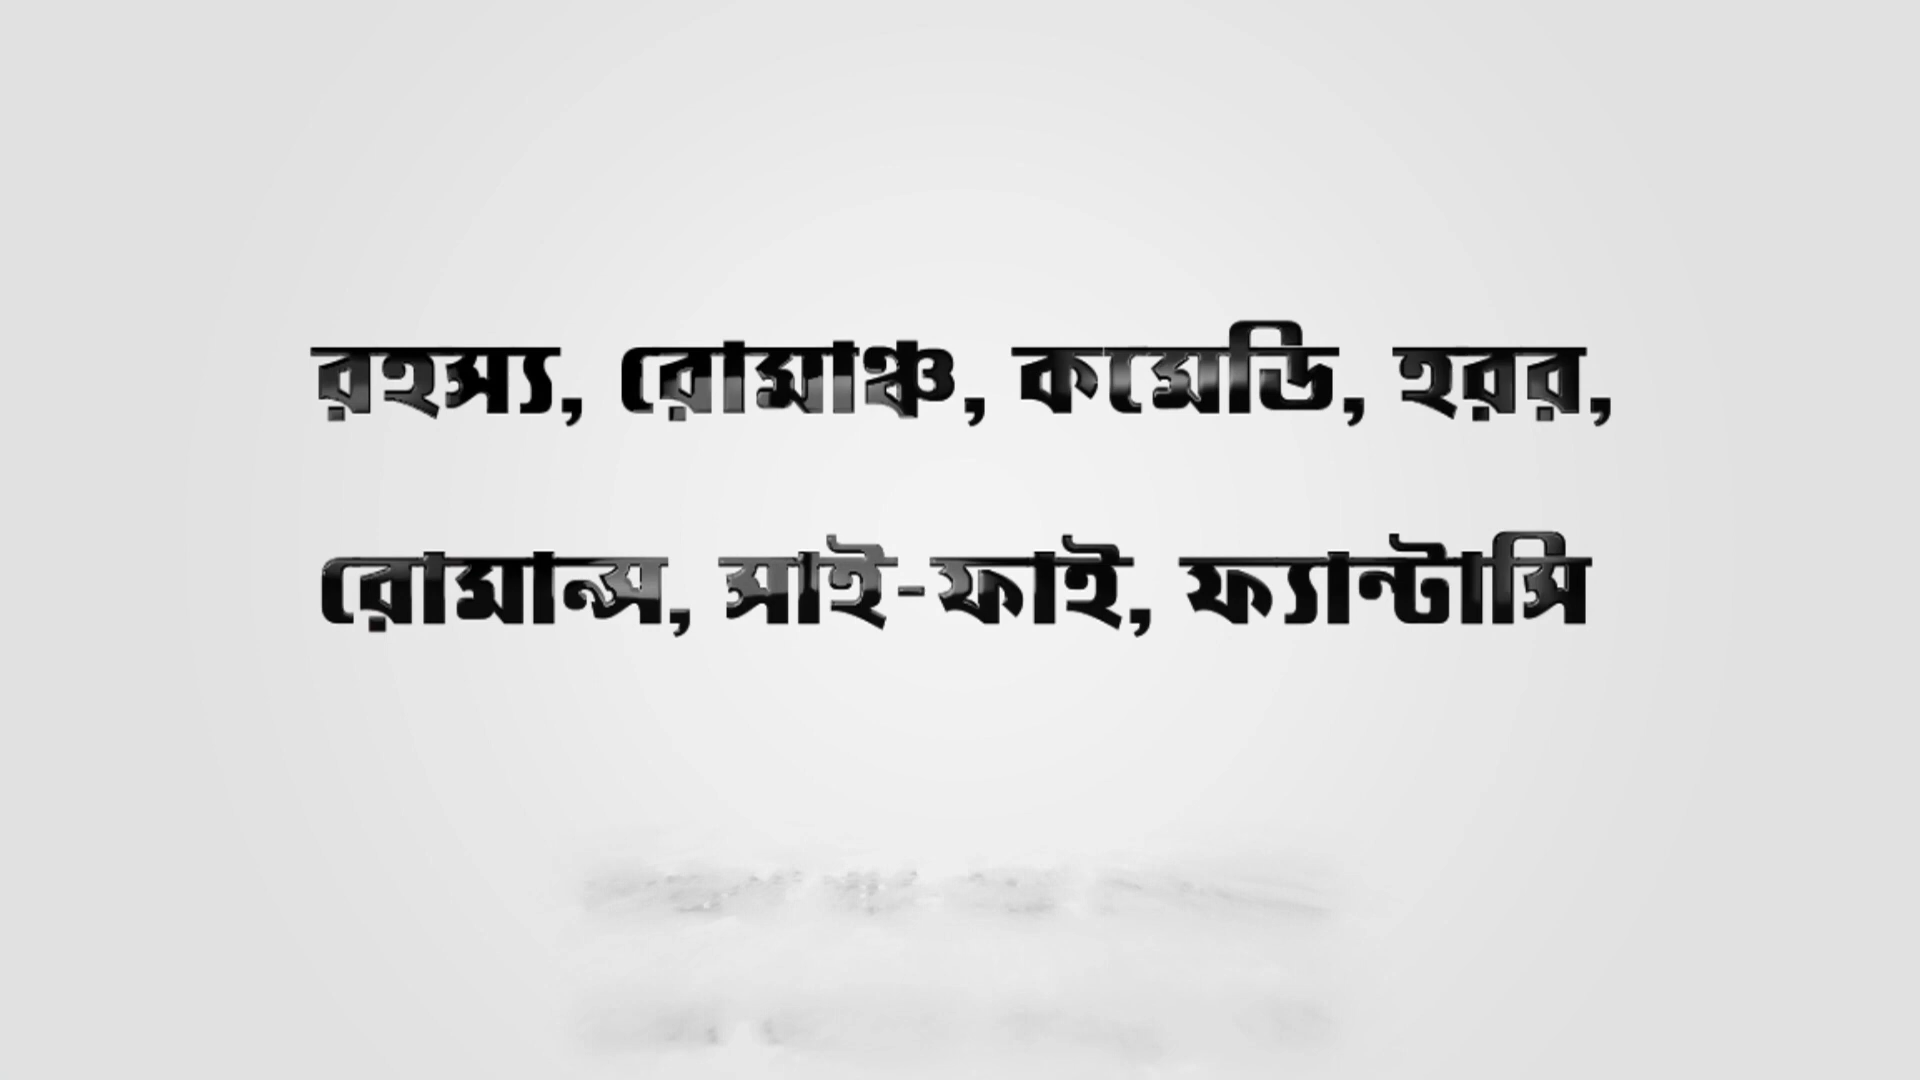 রহস্য, রোমাঞ্চ, কমেডি, হরর,
রোমান্স, সাই-ফাই, ফ্যান্টাসি